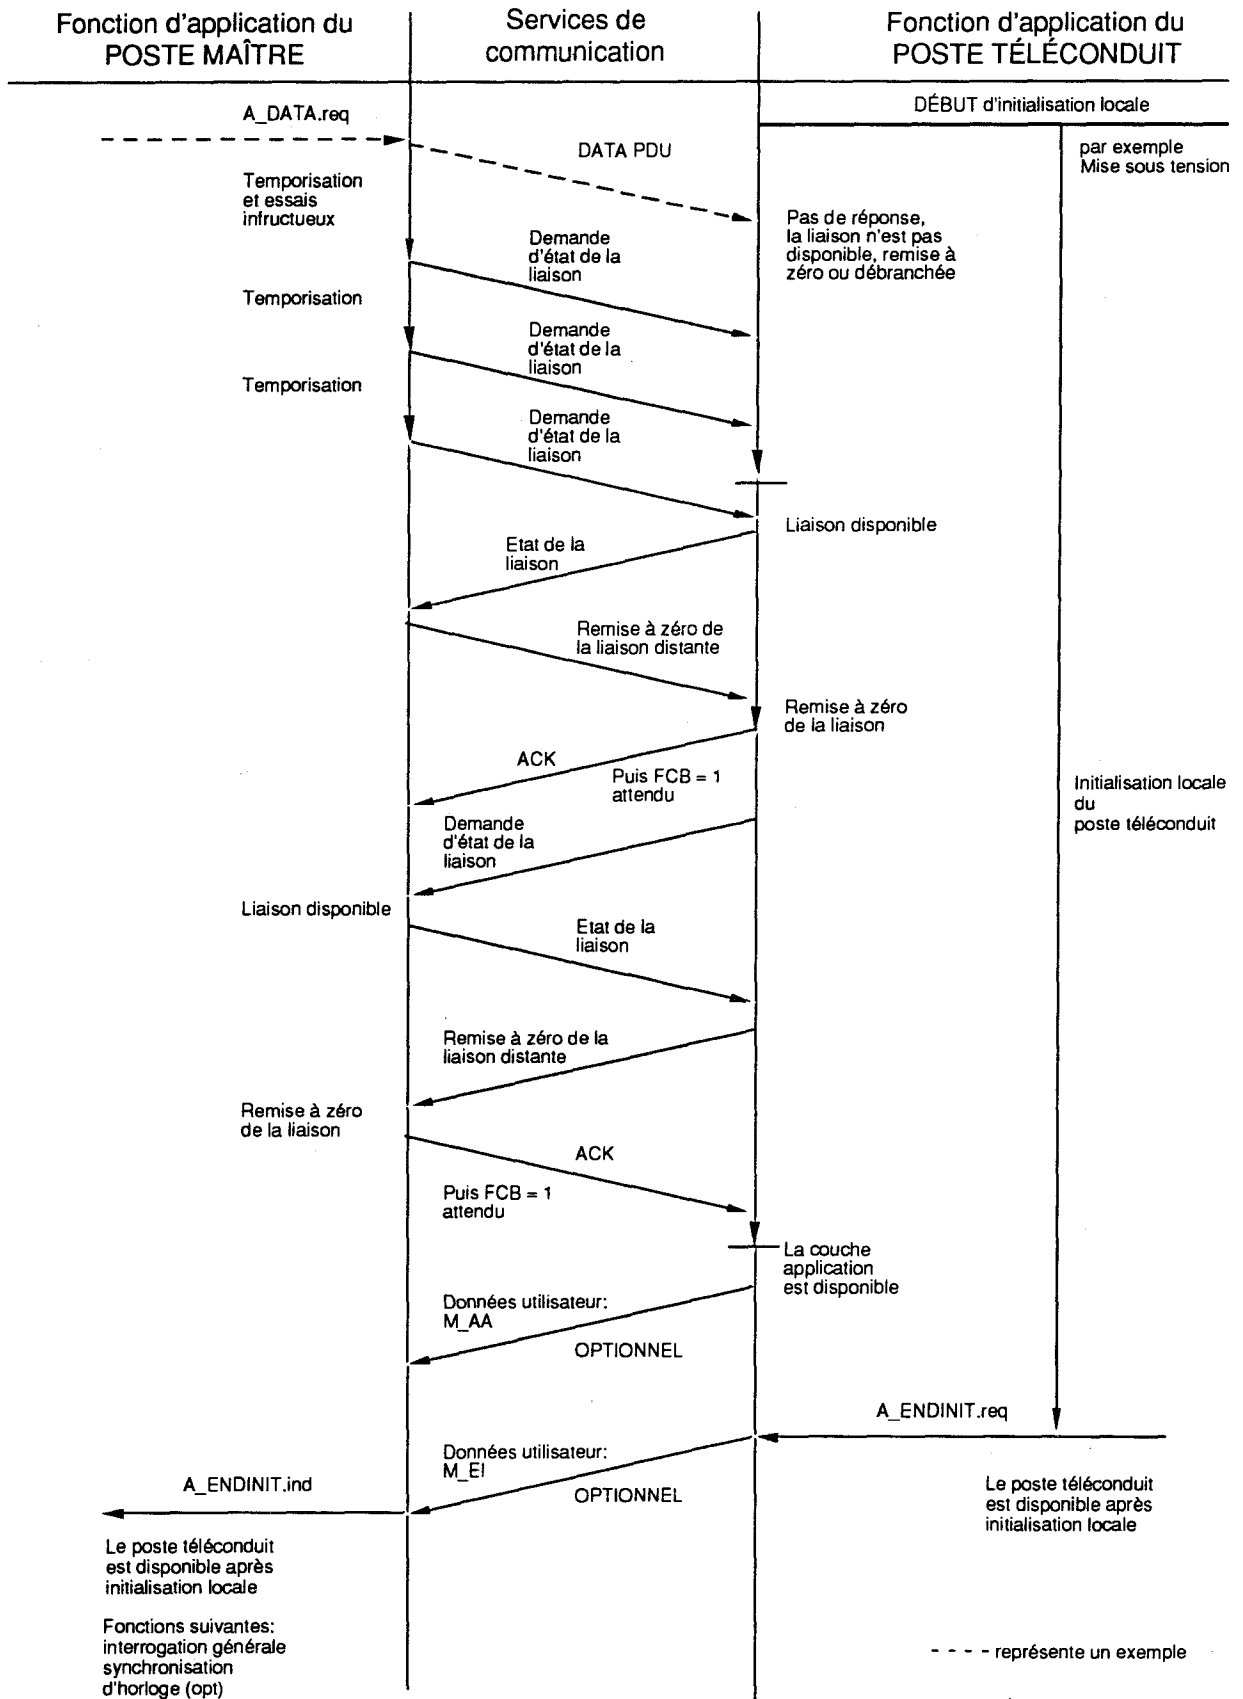 Fonction d'application du
POSTE MAÎTRE
Services de
communication
Fonction d'application du
POSTE TÉLÉCONDUIT
A_DATA.req
DÉBUT d'initialisation locale
DATA PDU
par exemple
Mise sous tension
Temporisation
et essais
infructueux
Pas de réponse,
la liaison n'est pas
disponible, remise à
zéro ou débranchée
Demande
d'état de la
liaison
Temporisation
Demande
d'état de la
liaison
Temporisation
Demande
d'état de la
liaison
Liaison disponible
Etat de la
liaison
Remise à zéro de
la liaison distante
Remise à zéro
de la liaison
ACK
Puis FCB = 1
attendu
Initialisation locale
du
poste téléconduit
Demande
d'état de la
liaison
Liaison disponible
Etat de la
liaison
Remise à zéro de la
liaison distante
Remise à zéro
de la liaison
ACK
Puis FCB = 1
attendu
La couche
application
est disponible
Données utilisateur:
M_AA
OPTIONNEL
A_ENDINIT.req
Données utilisateur:
M_EI
OPTIONNEL
A_ENDINIT.ind
Le poste téléconduit
est disponible après
initialisation locale
Le poste téléconduit
est disponible après
initialisation locale
Fonctions suivantes:
interrogation générale
synchronisation
d'horloge (opt)
- - - - représente un exemple